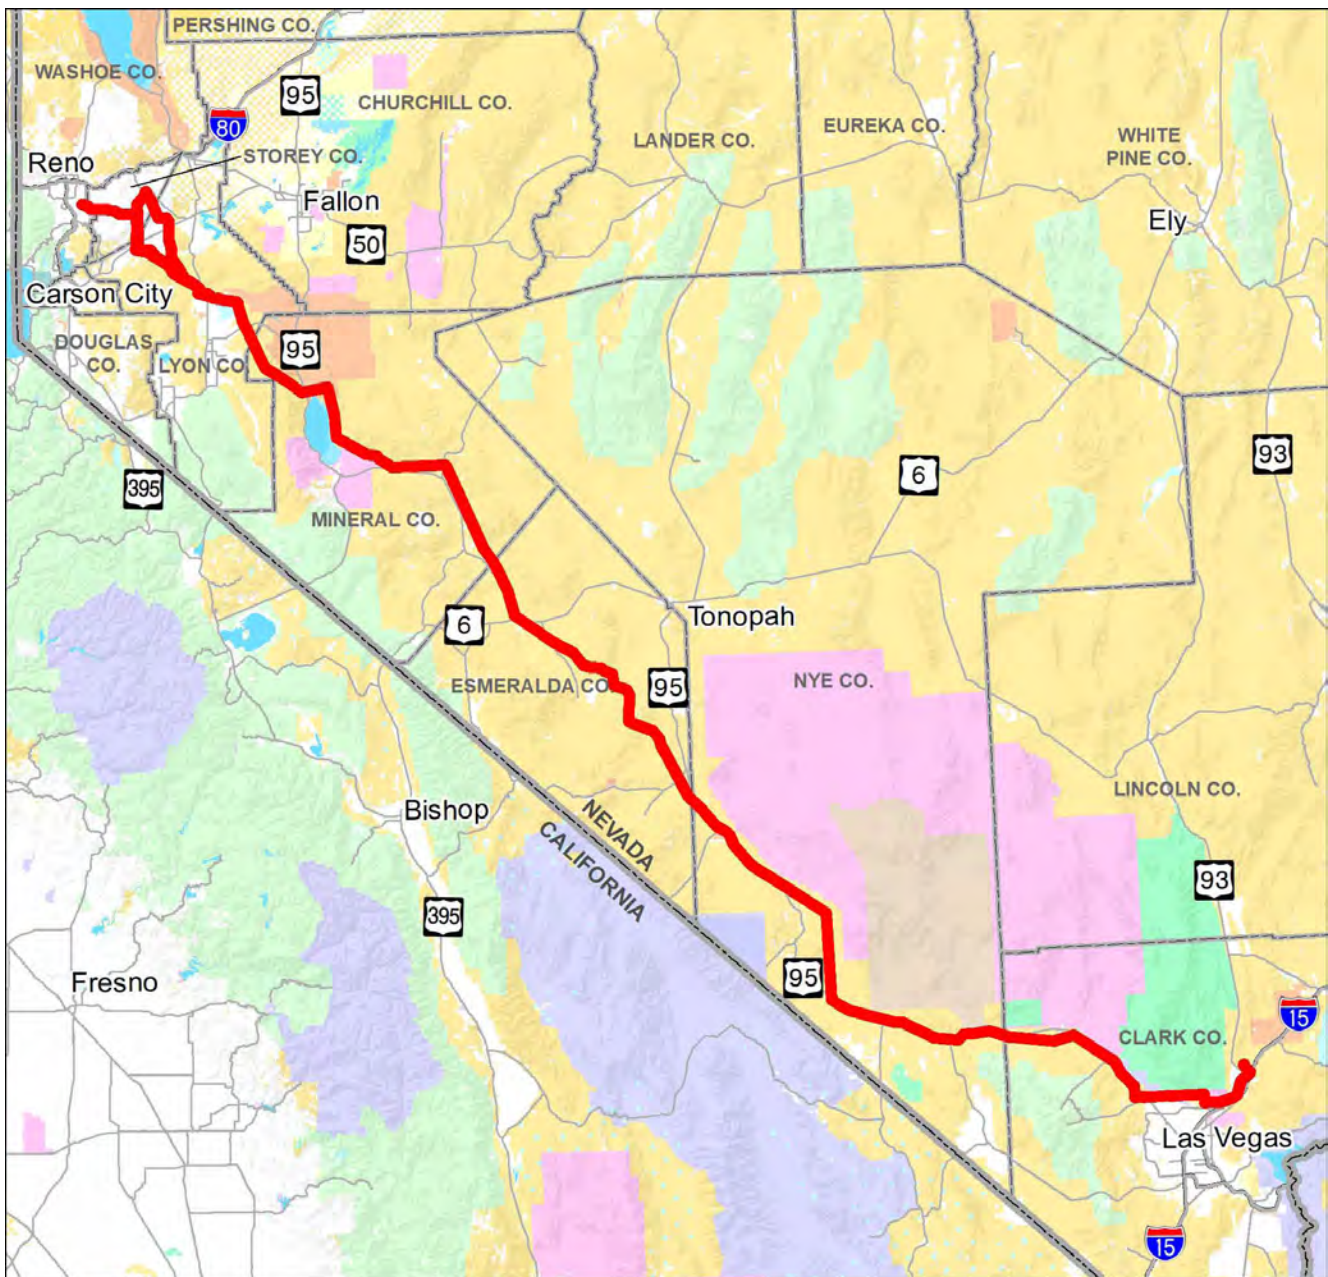 PERSHING CO.
WASHOE CO.
95
CHURCHILL CO.
80
LANDER CO.
EUREKA CO.
WHITE
PINE CO.
Reno
STOREY CO.
Fallon
Ely
50
Carson City
DOUGLAS
CO.
LYON CO.
95
93
395
6
MINERAL CO.
6
Tonopah
ESMERALDA CO.
95
NYE CO.
LINCOLN CO.
Bishop
NEVADA
CALIFORNIA
93
395
Fresno
95
15
CLARK CO.
Las Vegas
15